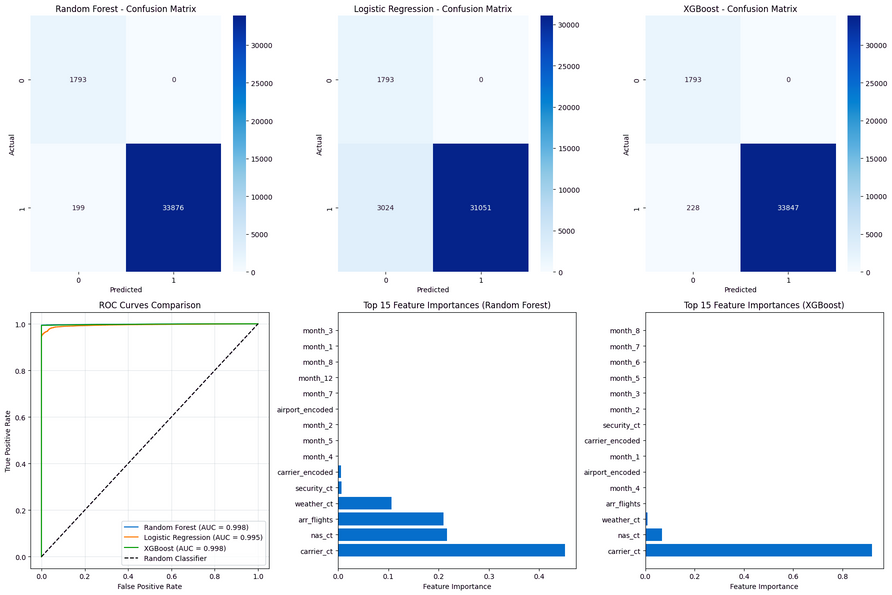 Random Forest - Confusion Matrix
Actual
0
1
1793
0
199
33876
0
1
Predicted
30000
25000
20000
15000
10000
5000
0
Logistic Regression - Confusion Matrix
Actual
0
1
1793
0
3024
31051
0
1
Predicted
30000
25000
20000
15000
10000
5000
0
XGBoost - Confusion Matrix
Actual
0
1
1793
0
228
33847
0
1
Predicted
30000
25000
20000
15000
10000
5000
0
ROC Curves Comparison
True Positive Rate
1.0
0.8
0.6
0.4
0.2
0.0
Random Forest (AUC = 0.998)
Logistic Regression (AUC = 0.995)
XGBoost (AUC = 0.998)
Random Classifier
0.0
0.2
0.4
0.6
0.8
1.0
False Positive Rate
Top 15 Feature Importances (Random Forest)
month_3
month_1
month_8
month_12
month_7
airport_encoded
month_2
month_5
month_4
carrier_encoded
security_ct
weather_ct
arr_flights
nas_ct
carrier_ct
0.0
0.1
0.2
0.3
0.4
Feature Importance
Top 15 Feature Importances (XGBoost)
month_8
month_7
month_6
month_5
month_3
month_2
security_ct
carrier_encoded
month_1
airport_encoded
month_4
arr_flights
weather_ct
nas_ct
carrier_ct
0.0
0.2
0.4
0.6
0.8
Feature Importance